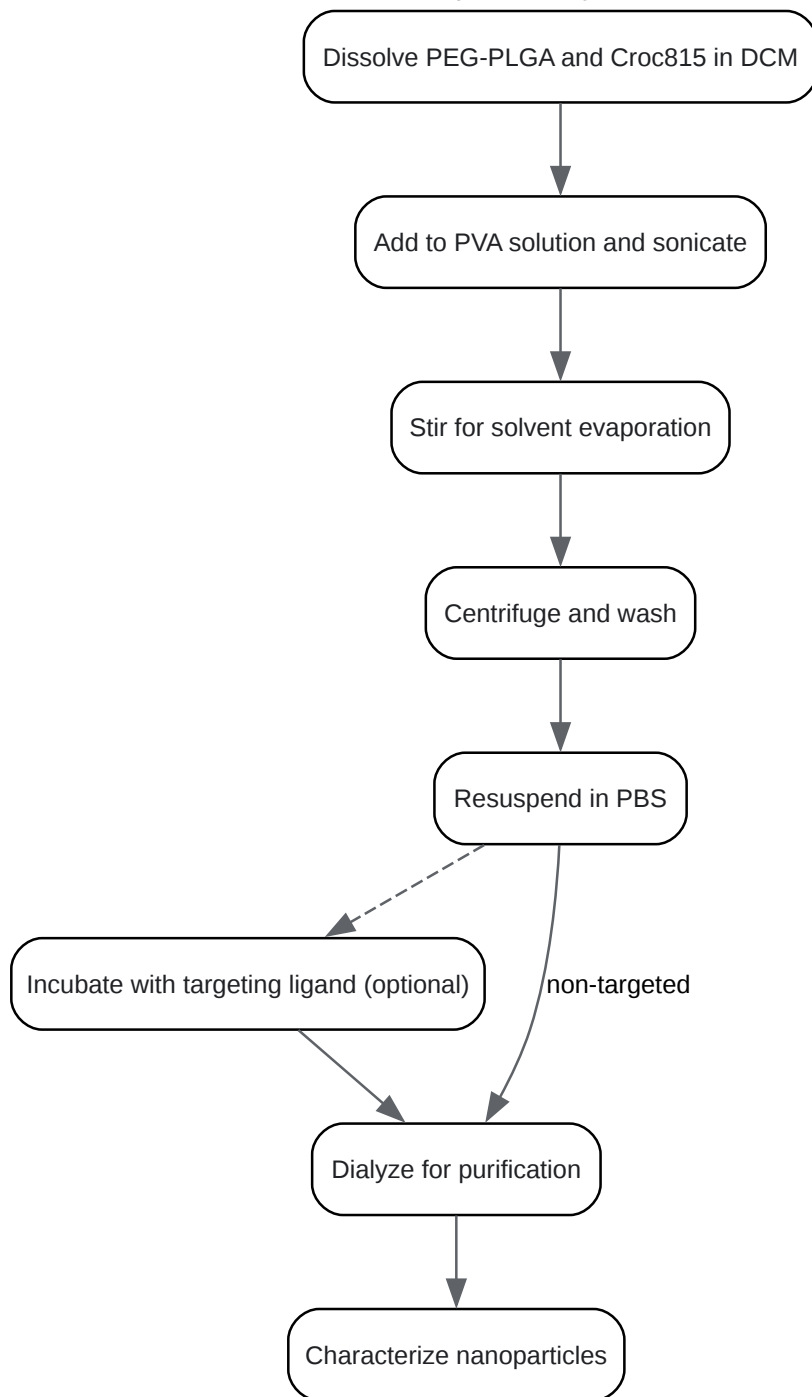 Dissolve PEG-PLGA and Croc815 in DCM
Add to PVA solution and sonicate
Stir for solvent evaporation
Centrifuge and wash
Resuspend in PBS
Incubate with targeting ligand (optional)
non-targeted
Dialyze for purification
Characterize nanoparticles